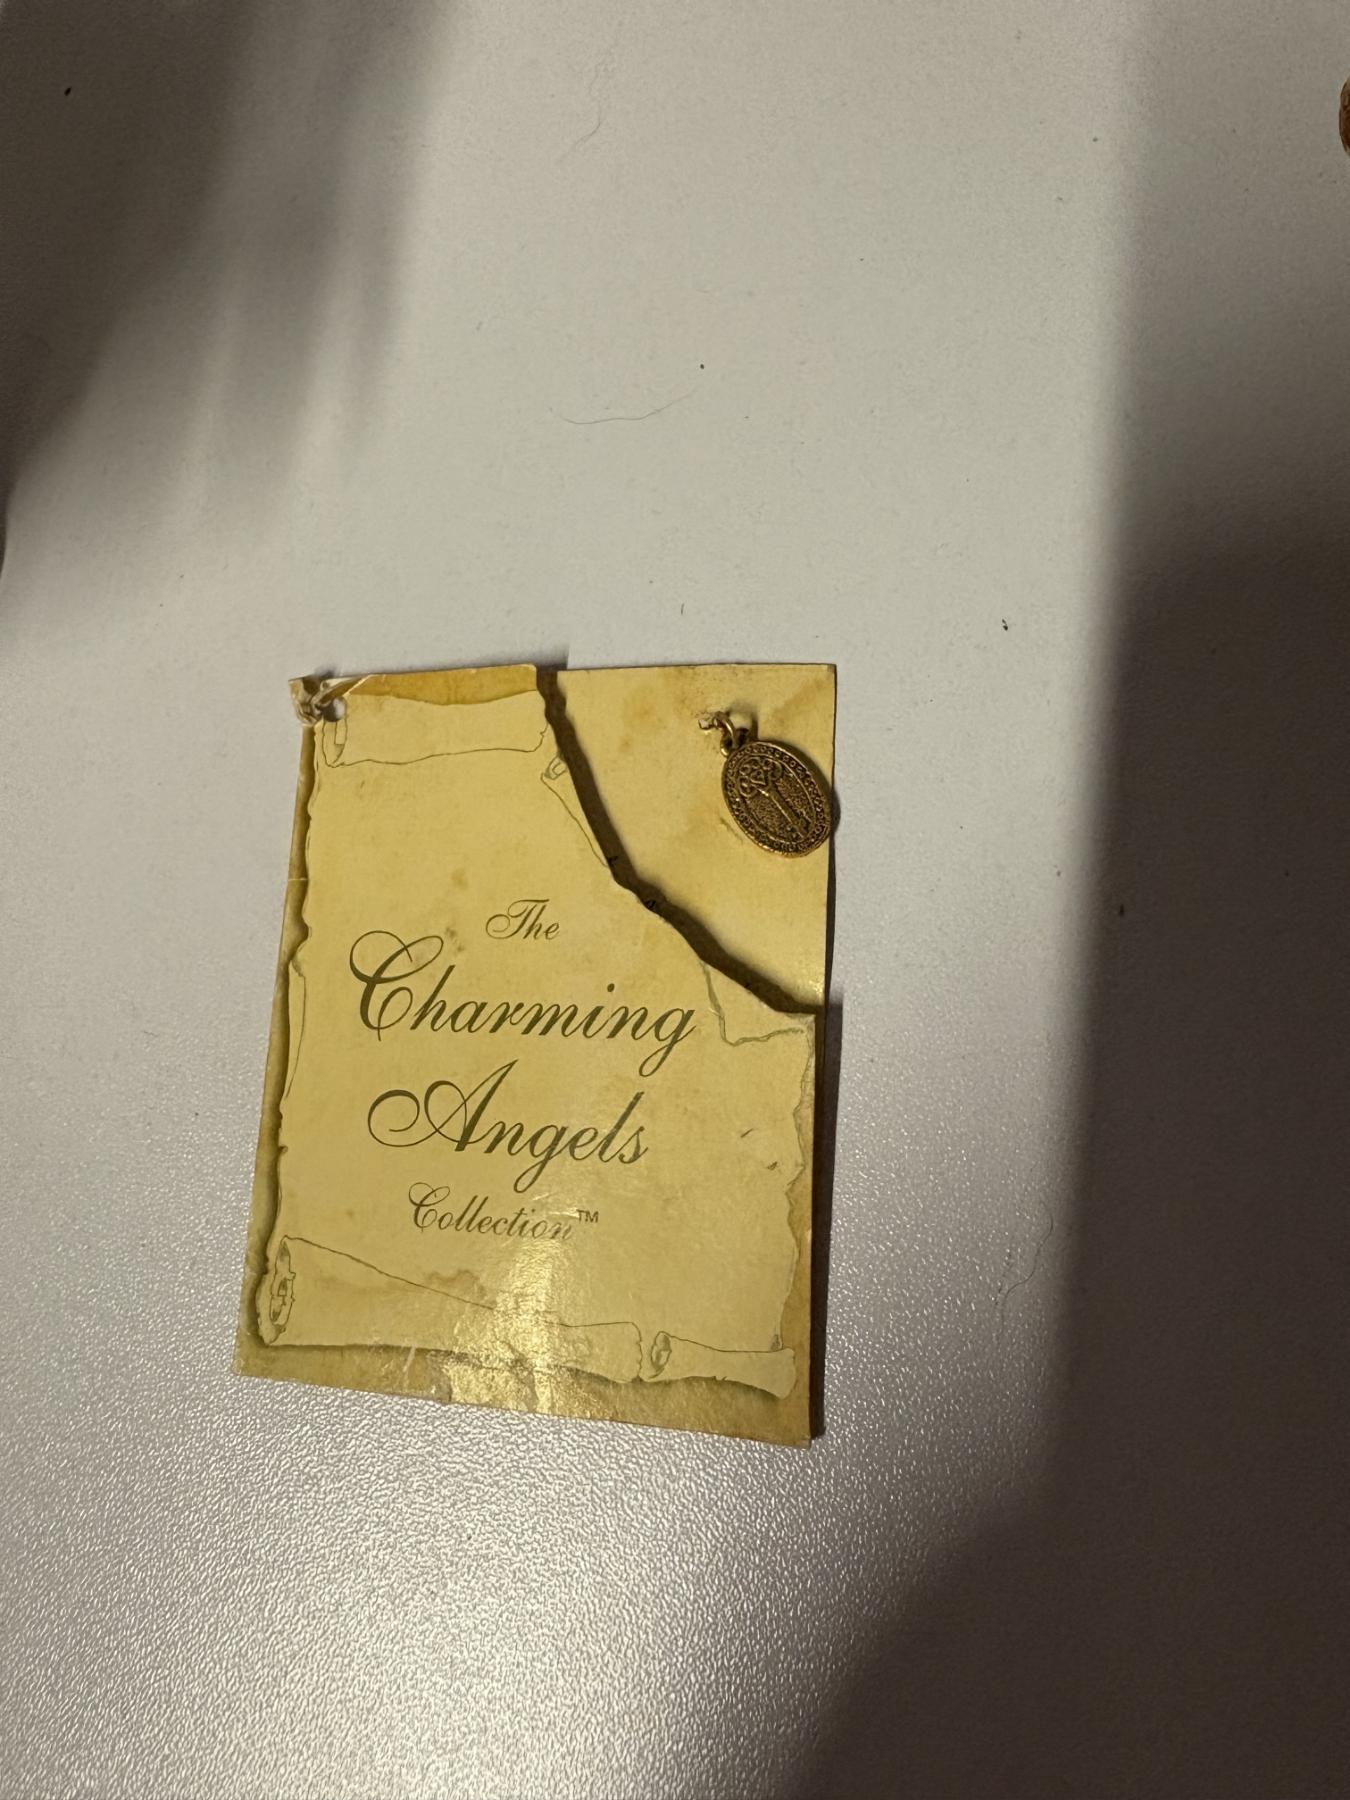 The
Charming
Angels
Collection™